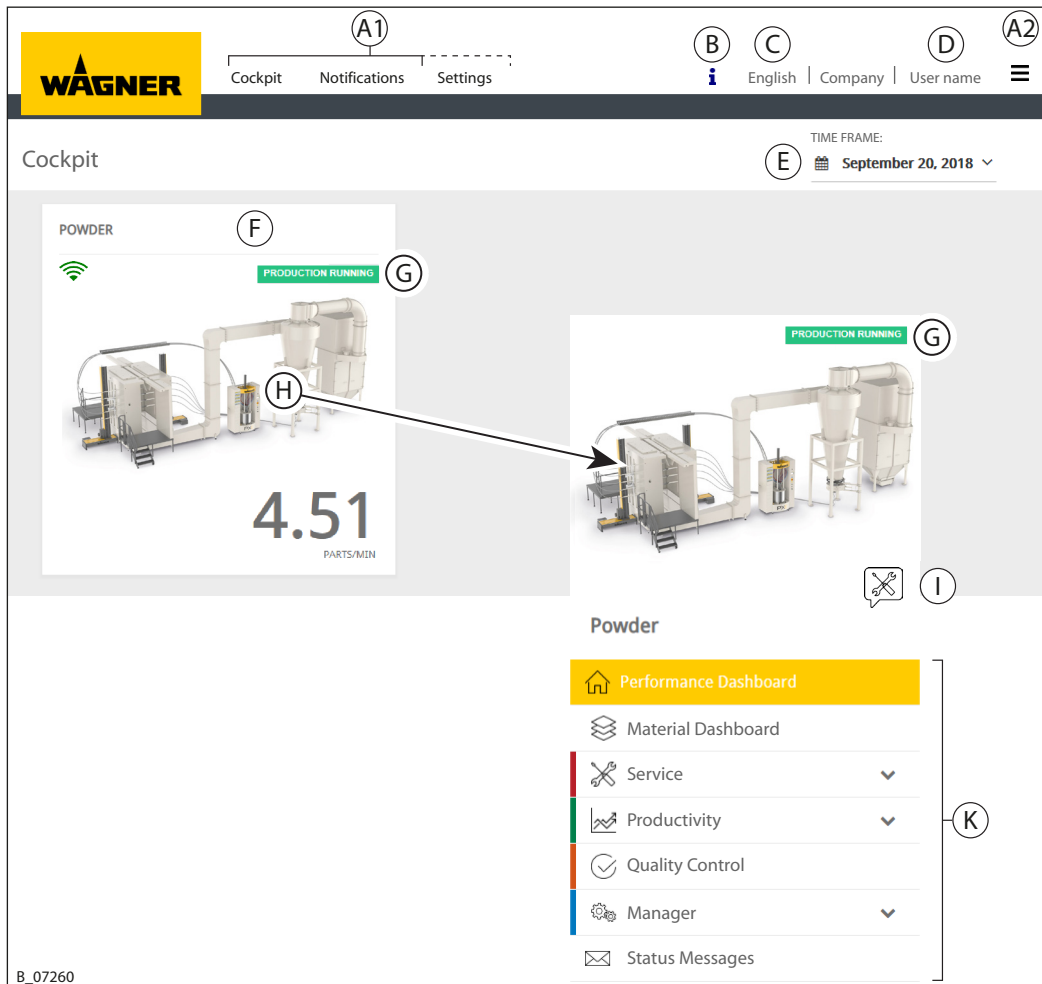 A1
A2
B
C
D
WAGNER
Cockpit Notifications Settings
i English | Company | User name
Cockpit
TIME FRAME:
E
September 20, 2018
POWDER
F
PRODUCTION RUNNING
G
PRODUCTION RUNNING
G
H
4.51
PARTS/MIN
I
Powder
Performance Dashboard
Material Dashboard
Service
Productivity
K
Quality Control
Manager
Status Messages
B_07260